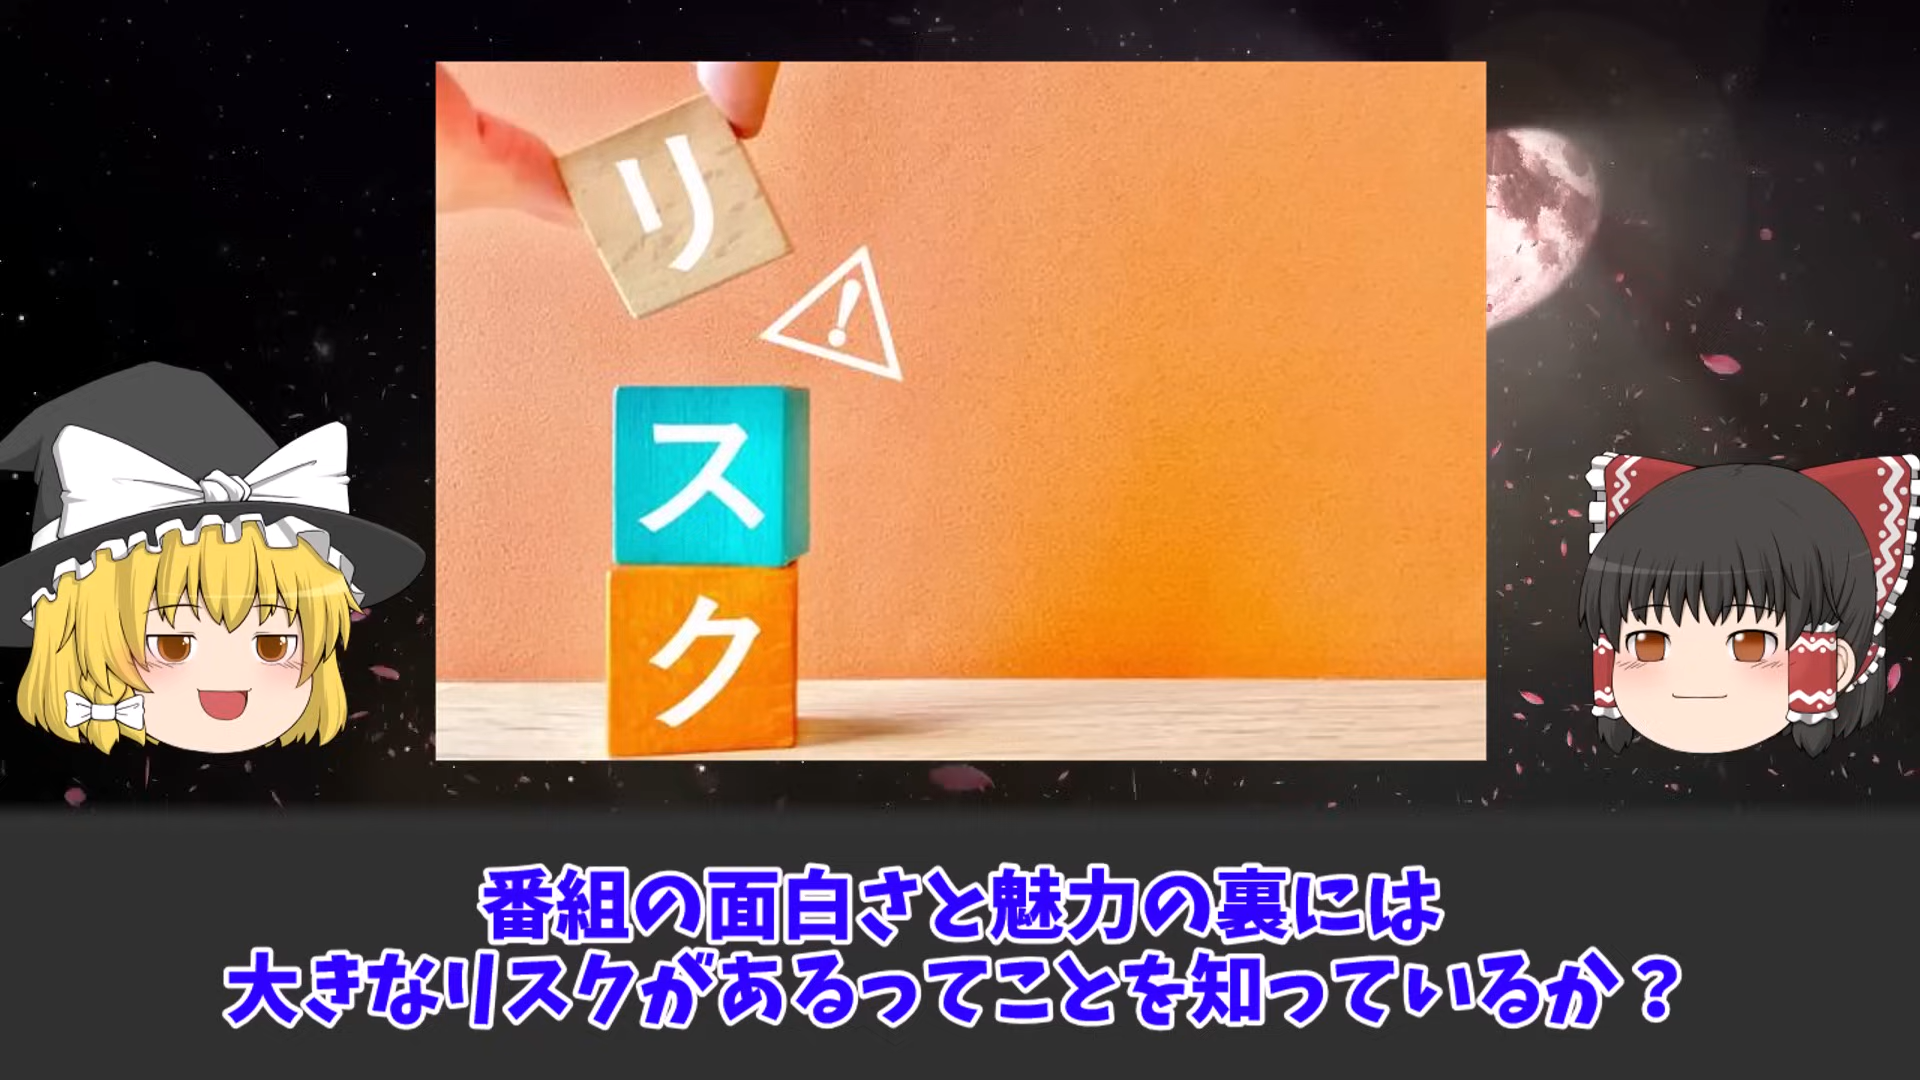 リ
ス
ク
番組の面白さと魅力の裏には
大きなリスクがあるってことを知っているか？